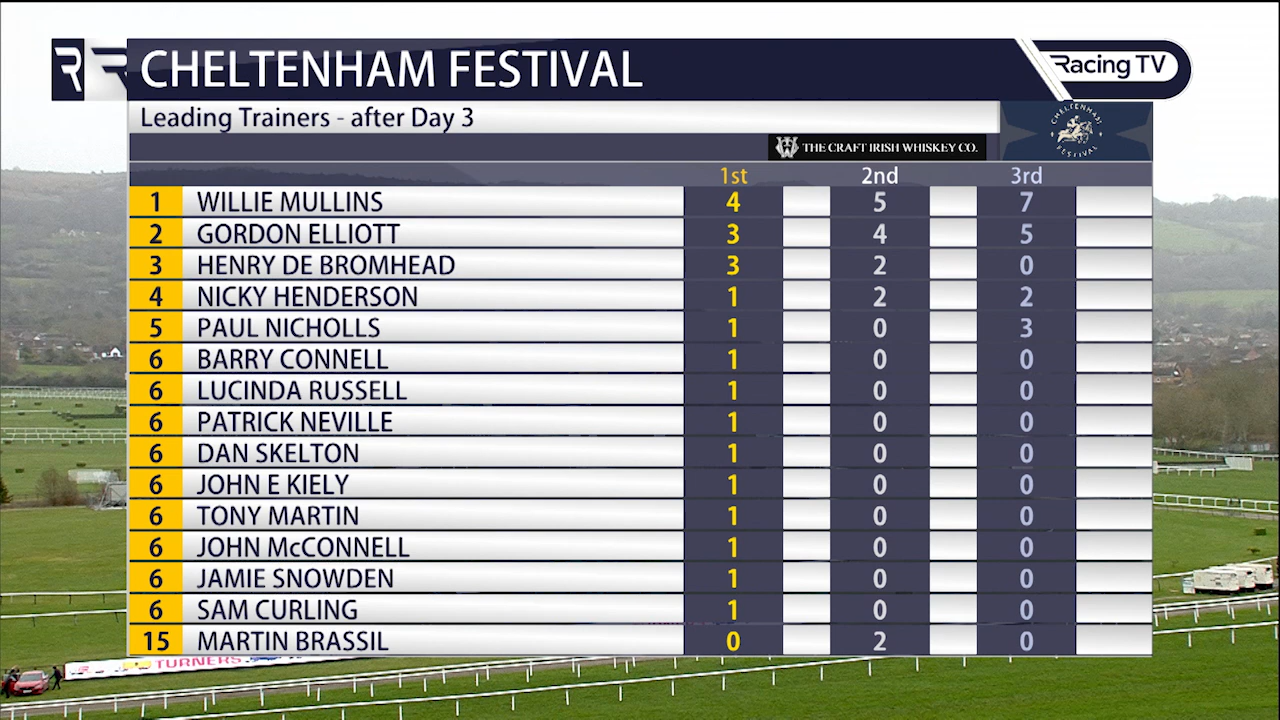 CHELTENHAM FESTIVAL
Racing TV
Leading Trainers - after Day 3
CHELTENHAM
FESTIVAL
THE CRAFT IRISH WHISKEY CO.
1st 2nd 3rd
1 WILLIE MULLINS 4 5 7
2 GORDON ELLIOTT 3 4 5
3 HENRY DE BROMHEAD 3 2 0
4 NICKY HENDERSON 1 2 2
5 PAUL NICHOLLS 1 0 3
6 BARRY CONNELL 1 0 0
6 LUCINDA RUSSELL 1 0 0
6 PATRICK NEVILLE 1 0 0
6 DAN SKELTON 1 0 0
6 JOHN E KIELY 1 0 0
6 TONY MARTIN 1 0 0
6 JOHN McCONNELL 1 0 0
6 JAMIE SNOWDEN 1 0 0
6 SAM CURLING 1 0 0
15 MARTIN BRASSIL 0 2 0
TURNERS